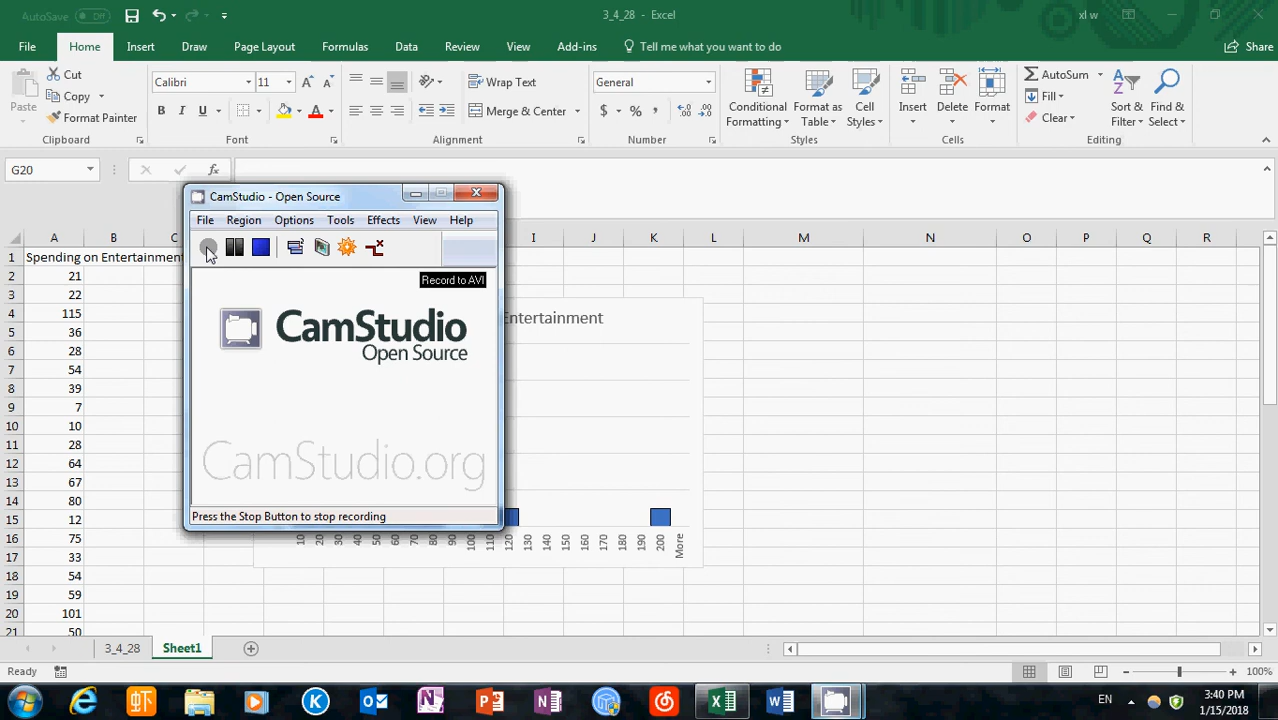 AutoSave Off
3_4_28 - Excel
xl w
File Home Insert Draw Page Layout Formulas Data Review View Add-ins Tell me what you want to do Share
Paste
Cut
Copy
Format Painter
Clipboard
Calibri 11
B I U
Font
Wrap Text
Merge & Center
Alignment
General
$ % ,
Number
Conditional Formatting
Format as Table
Cell Styles
Styles
Insert
Delete
Format
Cells
AutoSum
Fill
Clear
Sort & Filter
Find & Select
Editing
G20
fx
A B C I J K L M N O P Q R
1 Spending on Entertainment
2 21
3 22
4 115
5 36
6 28
7 54
8 39
9 7
10 10
11 28
12 64
13 67
14 80
15 12
16 75
17 33
18 54
19 59
20 101
21 50
CamStudio - Open Source
File Region Options Tools Effects View Help
Record to AVI
CamStudio
Open Source
CamStudio.org
Press the Stop Button to stop recording
Entertainment
10 20 30 40 50 60 70 80 90 100 110 120 130 140 150 160 170 180 190 200 More
3_4_28 Sheet1
Ready
100%
EN
3:40 PM
1/15/2018